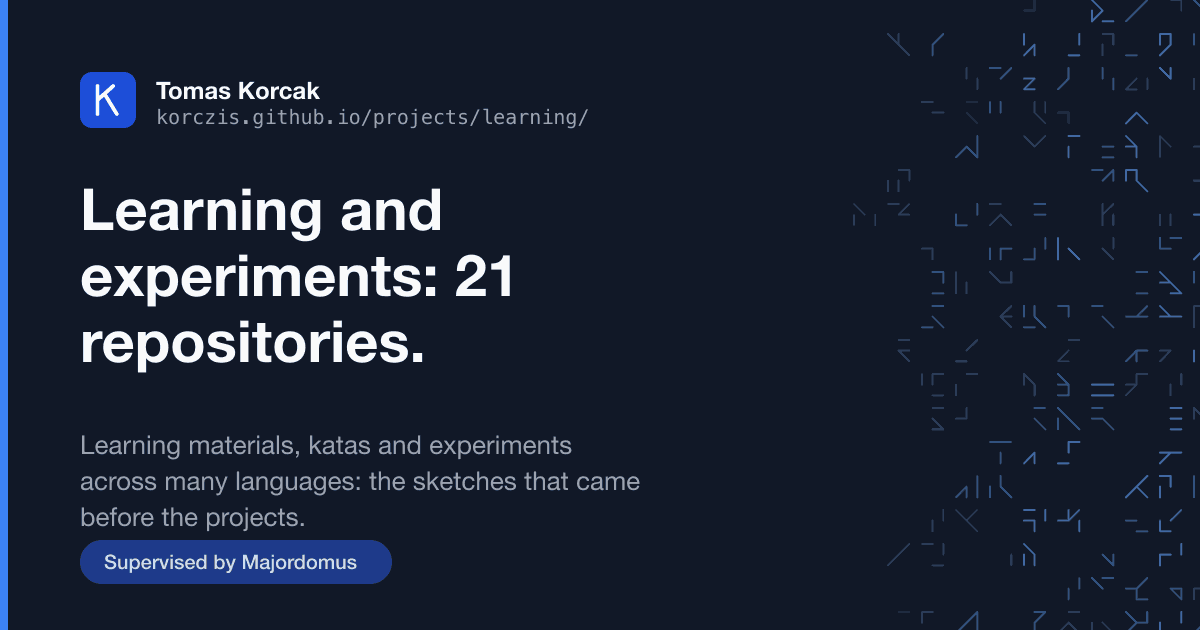 K
Tomas Korcak
korczis.github.io/projects/learning/
Learning and
experiments: 21
repositories.
Learning materials, katas and experiments
across many languages: the sketches that came
before the projects.
Supervised by Majordomus